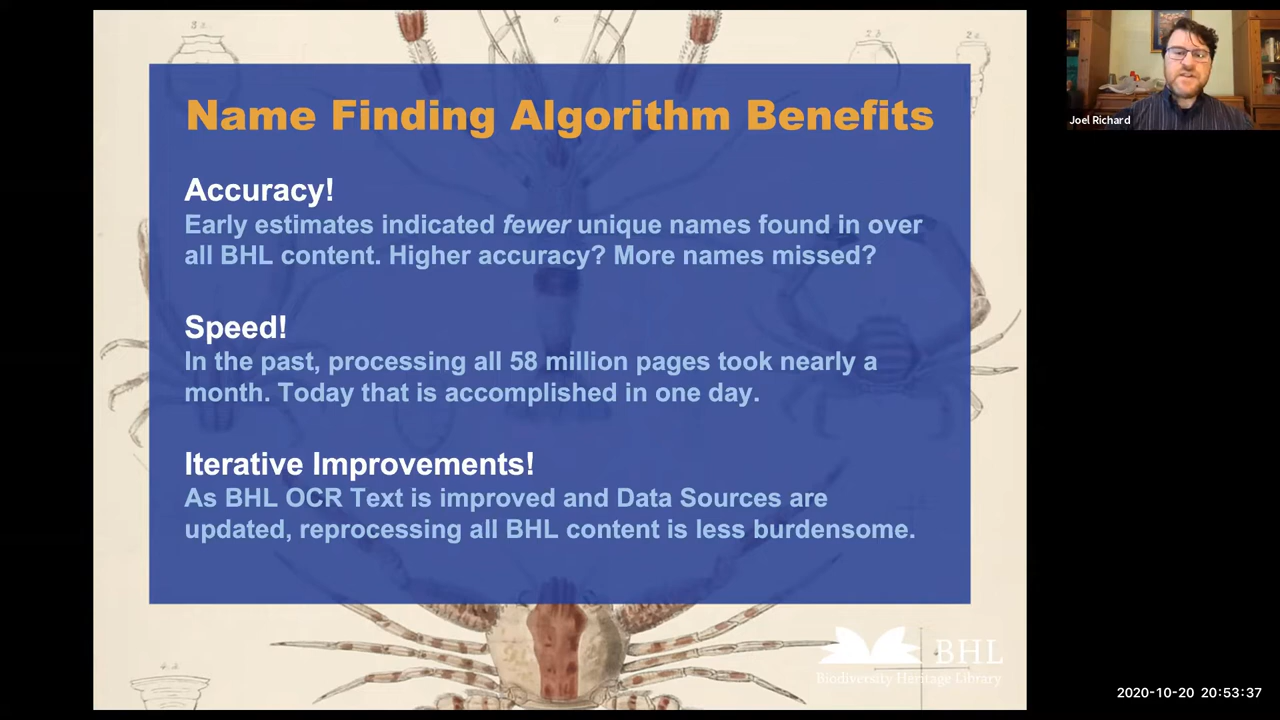 Name Finding Algorithm Benefits
Accuracy!
Early estimates indicated fewer unique names found in over
all BHL content. Higher accuracy? More names missed?
Speed!
In the past, processing all 58 million pages took nearly a
month. Today that is accomplished in one day.
Iterative Improvements!
As BHL OCR Text is improved and Data Sources are
updated, reprocessing all BHL content is less burdensome.
BHL
Biodiversity Heritage Library
Joel Richard
2020-10-20 20:53:37